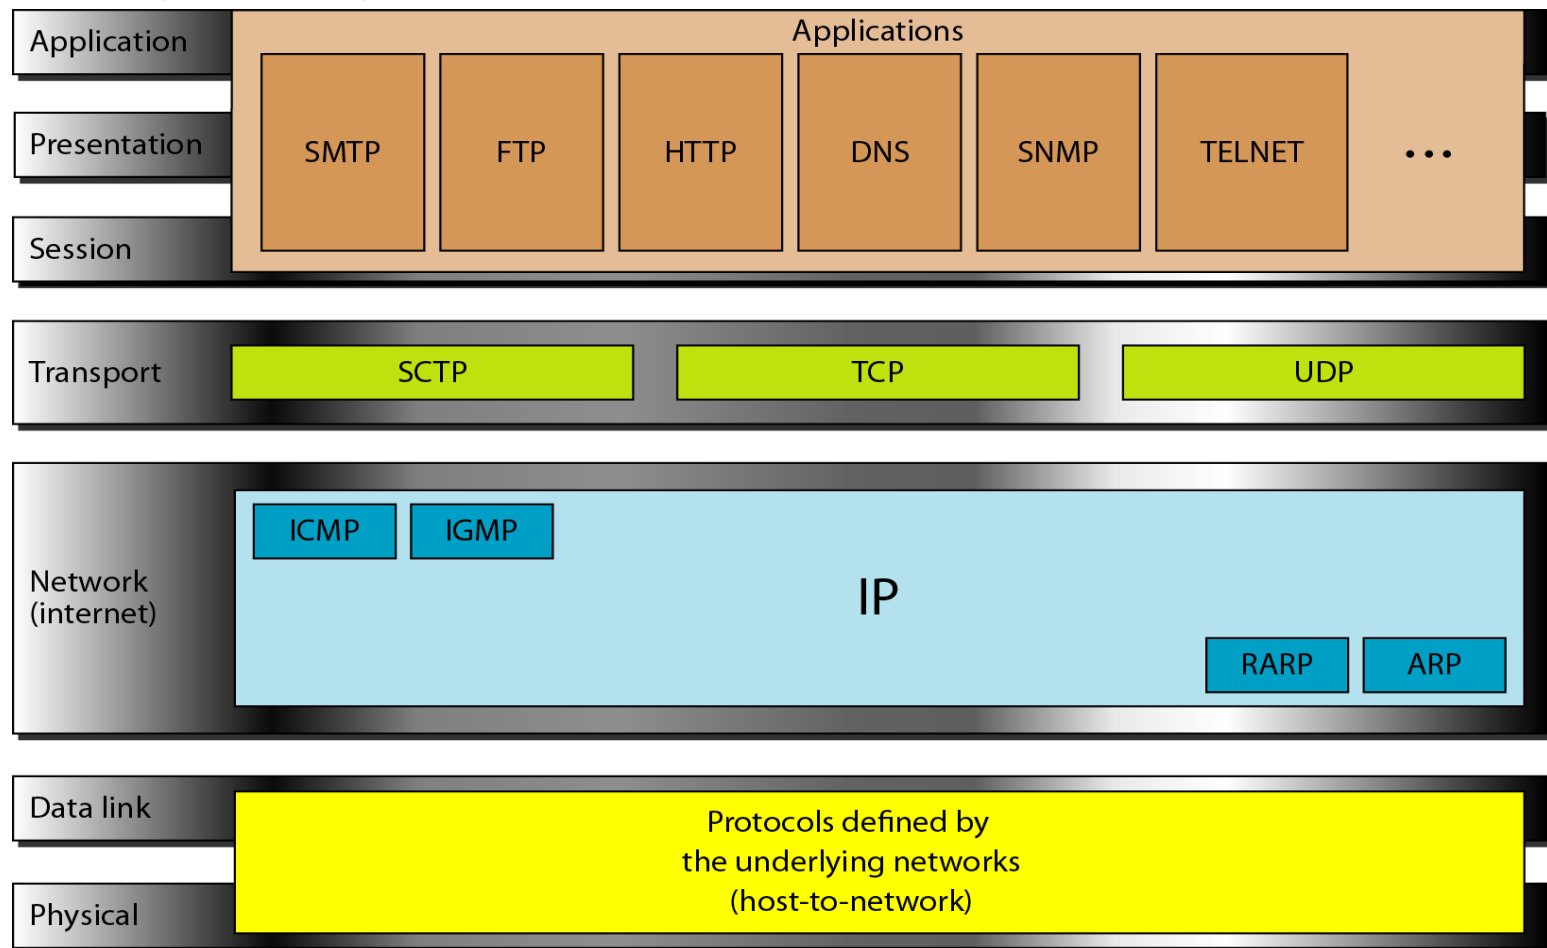 Application
Applications
Presentation
SMTP
FTP
HTTP
DNS
SNMP
TELNET
...
Session
Transport
SCTP
TCP
UDP
Network
(internet)
ICMP
IGMP
IP
RARP
ARP
Data link
Protocols defined by
the underlying networks
(host-to-network)
Physical